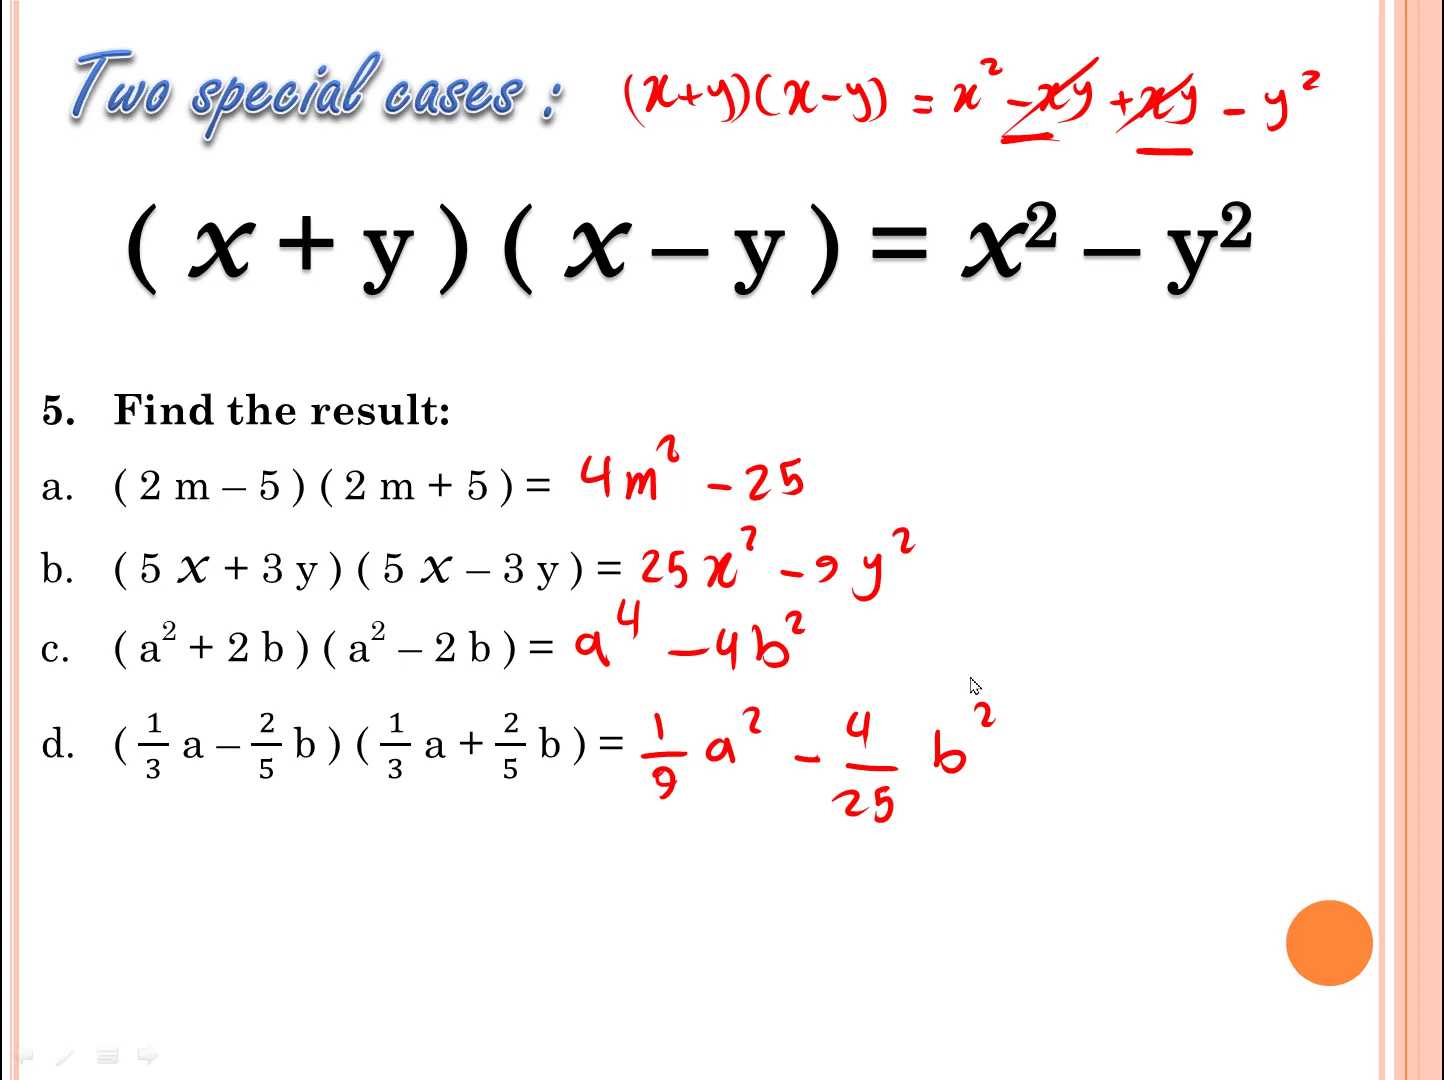 Two special cases : (x+y)(x-y) = x² -xy +xy - y²
( x + y ) ( x – y ) = x² – y²
5. Find the result:
a. ( 2 m – 5 ) ( 2 m + 5 ) = 4m² - 25
b. ( 5 x + 3 y ) ( 5 x – 3 y ) = 25x² - 9y²
c. ( a² + 2 b ) ( a² – 2 b ) = a⁴ - 4b²
d. ( 1/3 a – 2/5 b ) ( 1/3 a + 2/5 b ) = 1/9 a² - 4/25 b²